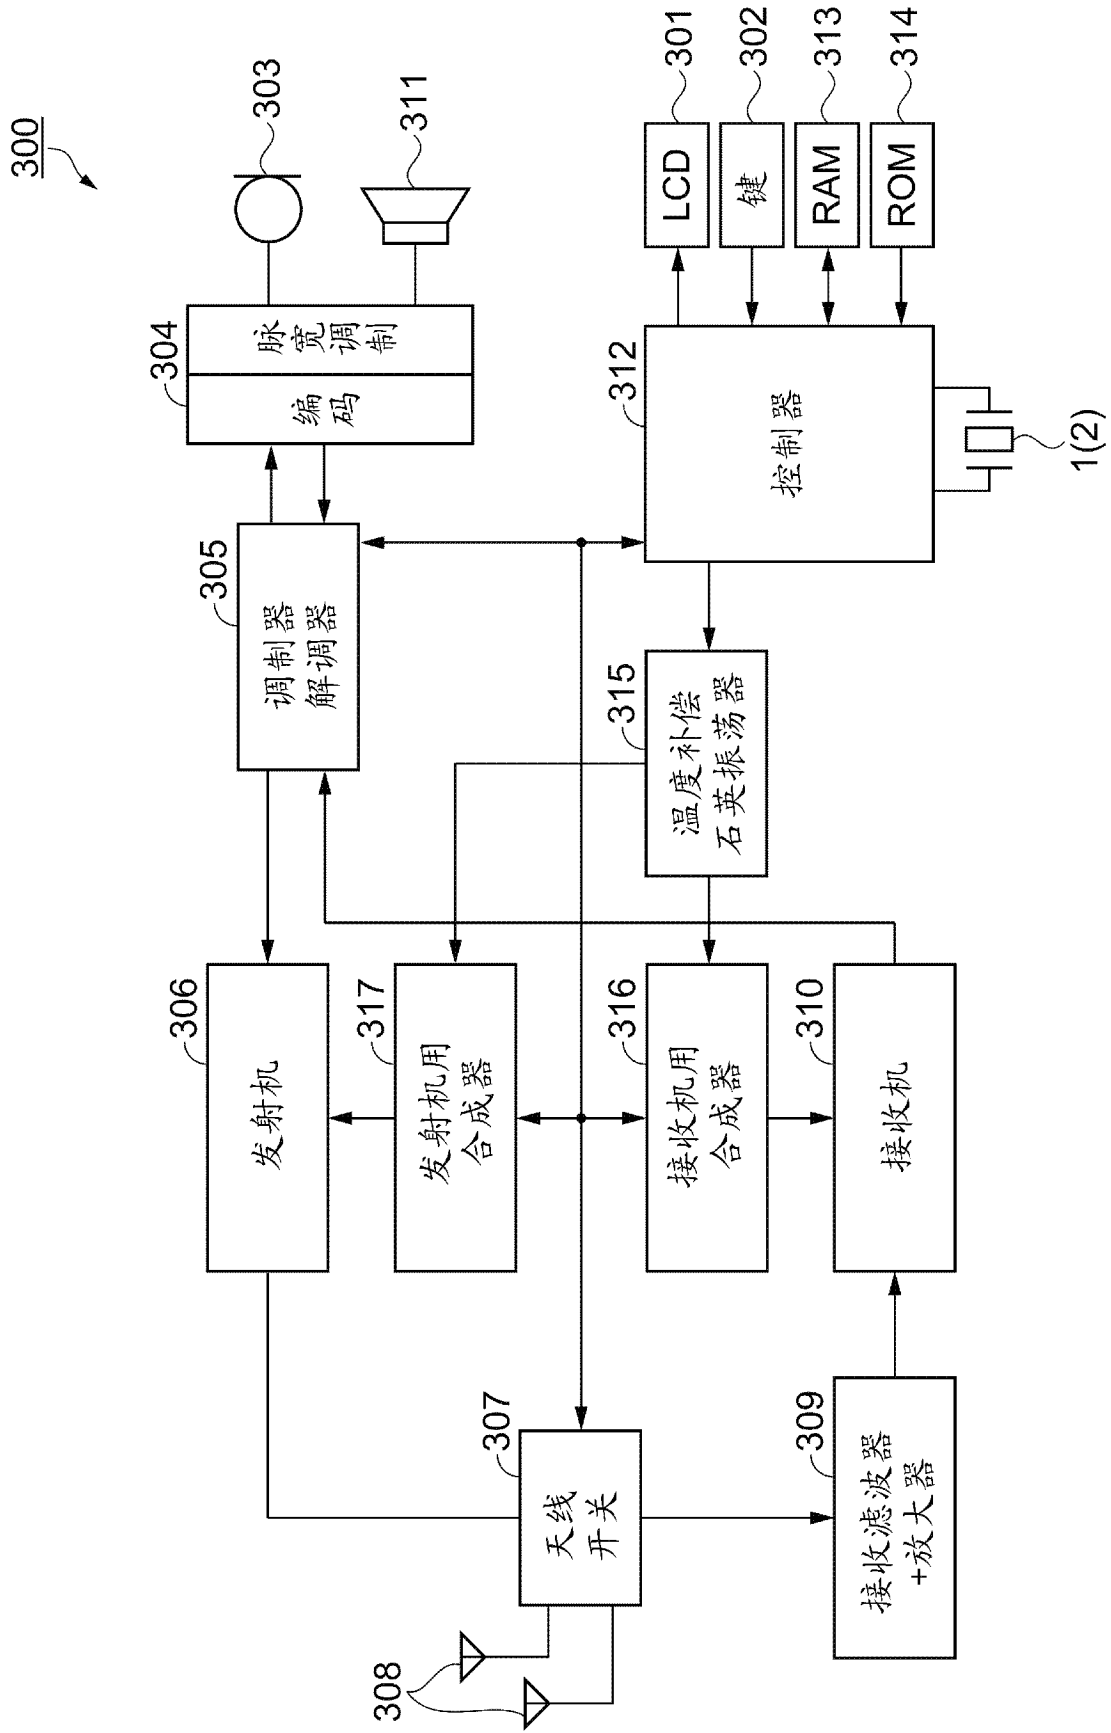 300
303
311
304
脉宽调制
编码
305
调制器
解调器
306
发射机
317
发射机用
合成器
316
接收机用
合成器
310
接收机
315
温度补偿
石英振荡器
312
控制器
LCD
301
键
302
RAM
313
ROM
314
1(2)
307
天线
开关
308
309
接收滤波器
+放大器